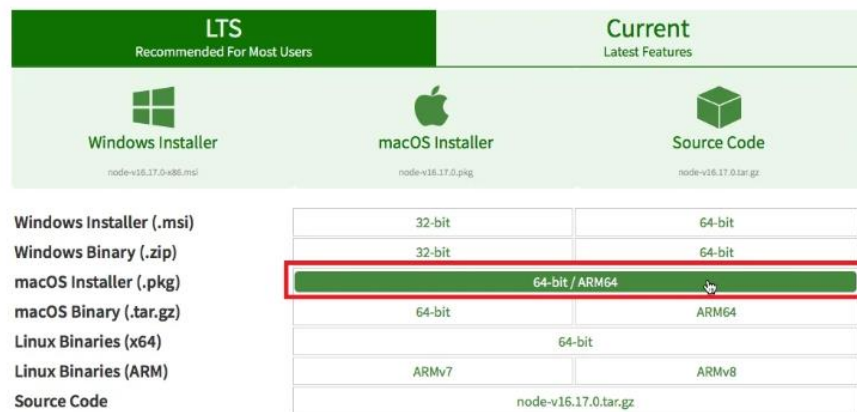 LTS
Recommended For Most Users
Current
Latest Features
Windows Installer
node-v16.17.0-x86.msi
macOS Installer
node-v16.17.0.pkg
Source Code
node-v16.17.0.tar.gz
Windows Installer (.msi) 32-bit 64-bit
Windows Binary (.zip) 32-bit 64-bit
macOS Installer (.pkg) 64-bit / ARM64
macOS Binary (.tar.gz) 64-bit ARM64
Linux Binaries (x64) 64-bit
Linux Binaries (ARM) ARMv7 ARMv8
Source Code node-v16.17.0.tar.gz